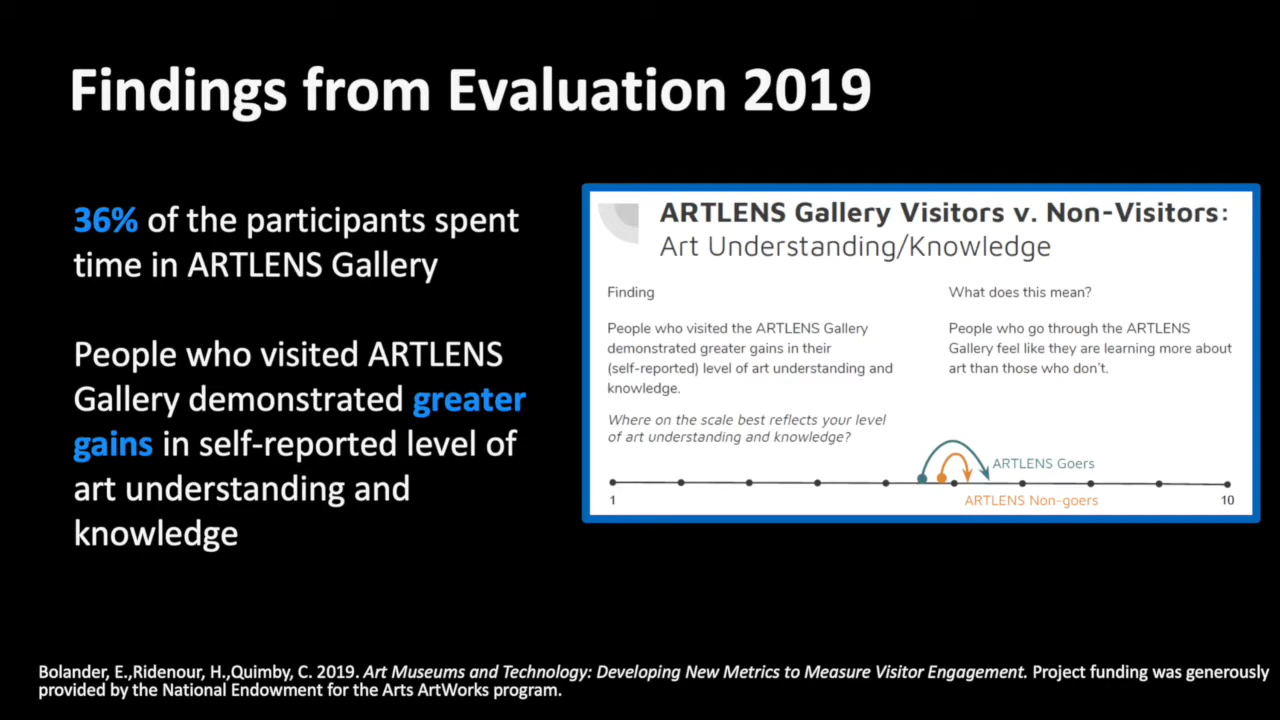 Findings from Evaluation 2019
36% of the participants spent
time in ARTLENS Gallery
People who visited ARTLENS
Gallery demonstrated greater
gains in self-reported level of
art understanding and
knowledge
ARTLENS Gallery Visitors v. Non-Visitors:
Art Understanding/Knowledge
Finding
People who visited the ARTLENS Gallery
demonstrated greater gains in their
(self-reported) level of art understanding and
knowledge.
What does this mean?
People who go through the ARTLENS
Gallery feel like they are learning more about
art than those who don't.
Where on the scale best reflects your level
of art understanding and knowledge?
ARTLENS Goers
1
ARTLENS Non-goers
10
Bolander, E.,Ridenour, H.,Quimby, C. 2019. Art Museums and Technology: Developing New Metrics to Measure Visitor Engagement. Project funding was generously
provided by the National Endowment for the Arts ArtWorks program.